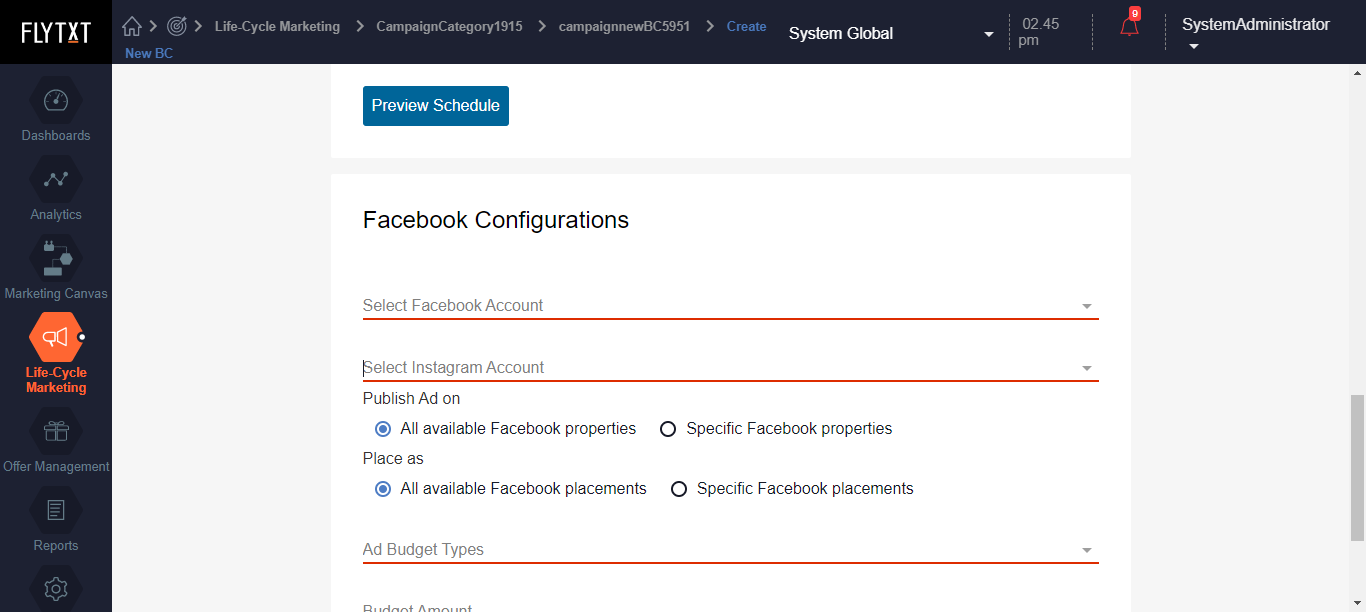 FLYTXT
Life-Cycle Marketing
CampaignCategory1915
campaignnewBC5951
Create
New BC
System Global
02.45
pm
9
SystemAdministrator
Dashboards
Analytics
Marketing Canvas
Life-Cycle
Marketing
Offer Management
Reports
Preview Schedule
Facebook Configurations
Select Facebook Account
Select Instagram Account
Publish Ad on
All available Facebook properties
Specific Facebook properties
Place as
All available Facebook placements
Specific Facebook placements
Ad Budget Types
Budget Amount